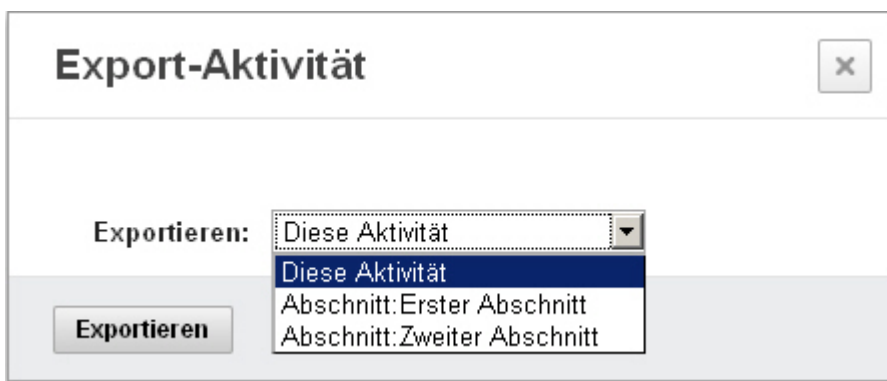 Export-Aktivität
Exportieren: Diese Aktivität
Diese Aktivität
Abschnitt:Erster Abschnitt
Abschnitt:Zweiter Abschnitt
Exportieren